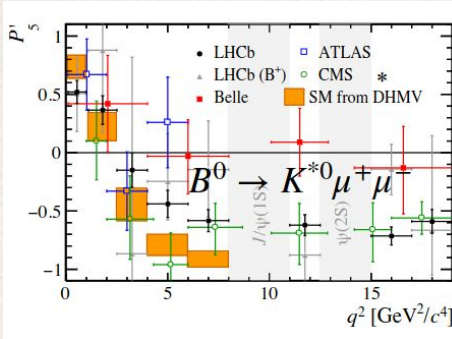 P'5
1
0.5
0
−0.5
−1
LHCb
LHCb (B⁺)
Belle
ATLAS
CMS *
SM from DHMV
B⁰ → K*⁰μ⁺μ⁻
J/ψ(1S)
ψ(2S)
0 5 10 15
q² [GeV²/c⁴]